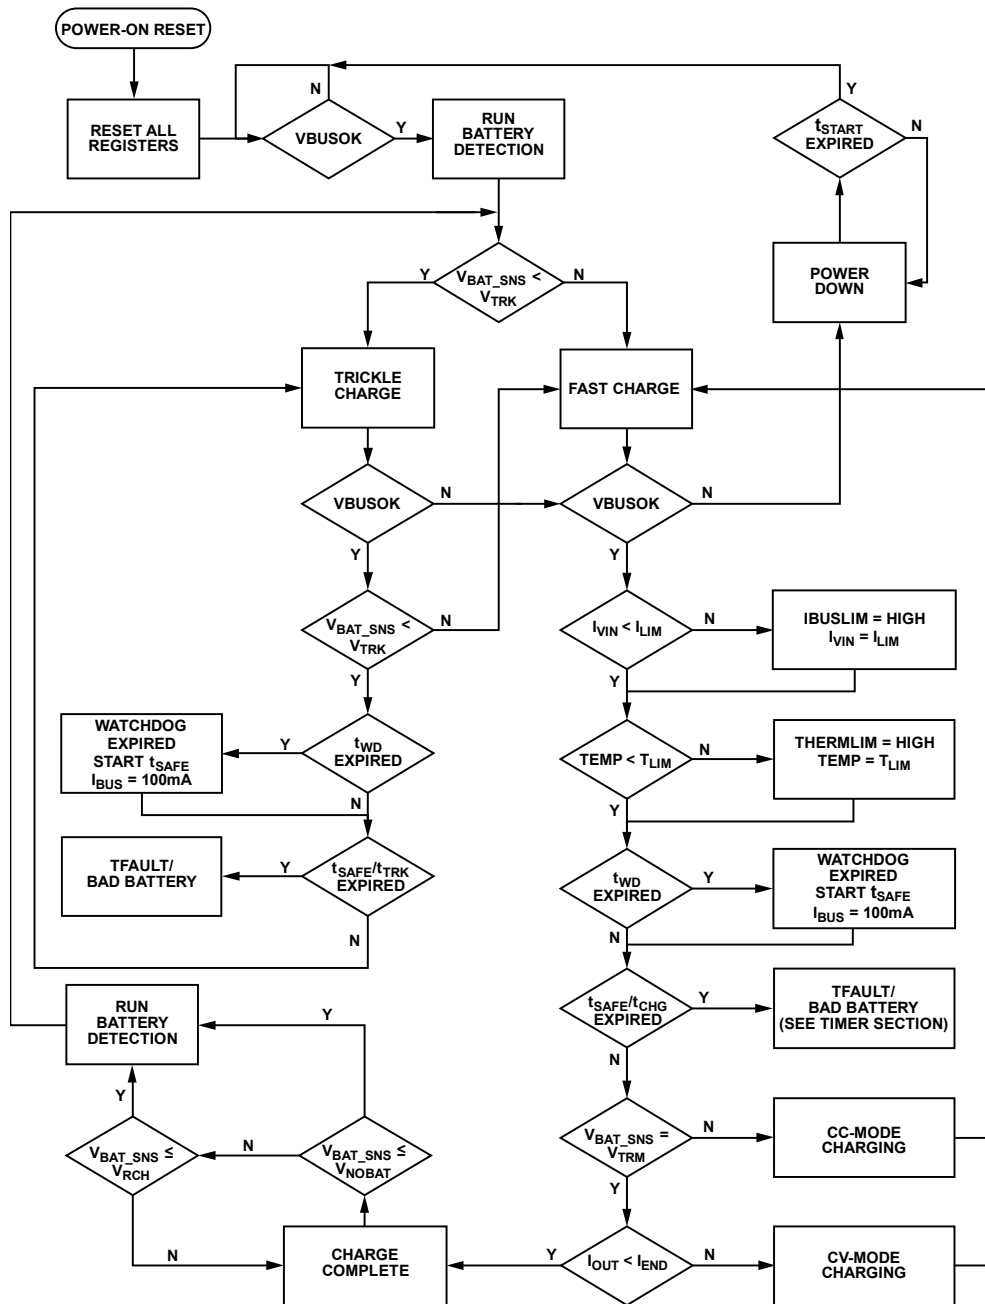 POWER-ON RESET
RESET ALL
REGISTERS
N
VBUSOK
Y
RUN
BATTERY
DETECTION
Y
tSTART
EXPIRED
N
POWER
DOWN
Y
VBAT_SNS <
VTRK
N
TRICKLE
CHARGE
FAST CHARGE
VBUSOK
N
Y
VBUSOK
N
Y
VBAT_SNS <
VTRK
N
Y
IVIN < ILIM
N
Y
IBUSLIM = HIGH
IVIN = ILIM
WATCHDOG
EXPIRED
START tSAFE
IBUS = 100mA
Y
tWD
EXPIRED
N
TEMP < TLIM
N
Y
THERMLIM = HIGH
TEMP = TLIM
TFAULT/
BAD BATTERY
Y
tSAFE/tTRK
EXPIRED
N
tWD
EXPIRED
Y
N
WATCHDOG
EXPIRED
START tSAFE
IBUS = 100mA
tSAFE/tCHG
EXPIRED
Y
N
TFAULT/
BAD BATTERY
(SEE TIMER SECTION)
RUN
BATTERY
DETECTION
Y
Y
VBAT_SNS ≤
VRCH
N
N
VBAT_SNS ≤
VNOBAT
VBAT_SNS =
VTRM
N
Y
CC-MODE
CHARGING
CHARGE
COMPLETE
Y
IOUT < IEND
N
CV-MODE
CHARGING